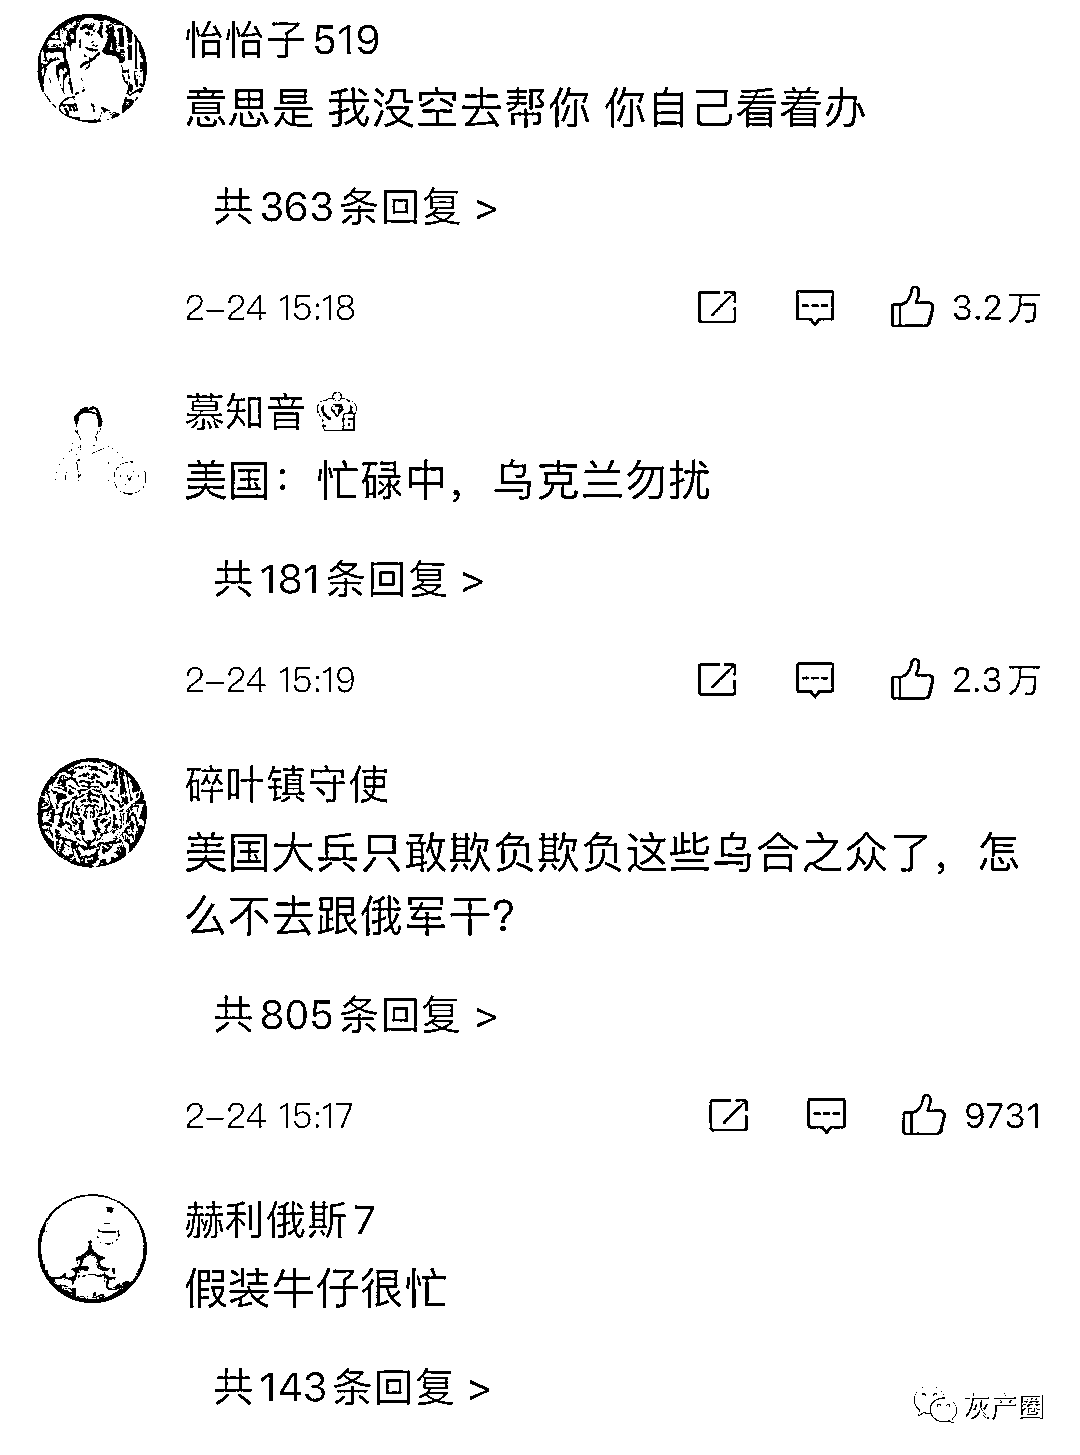 怡怡子519
意思是 我没空去帮你 你自己看着办
共363条回复 >
2-24 15:18
3.2万
慕知音
美国：忙碌中，乌克兰勿扰
共181条回复 >
2-24 15:19
2.3万
碎叶镇守使
美国大兵只敢欺负欺负这些乌合之众了，怎
么不去跟俄军干？
共805条回复 >
2-24 15:17
9731
赫利俄斯7
假装牛仔很忙
共143条回复 >
灰产圈